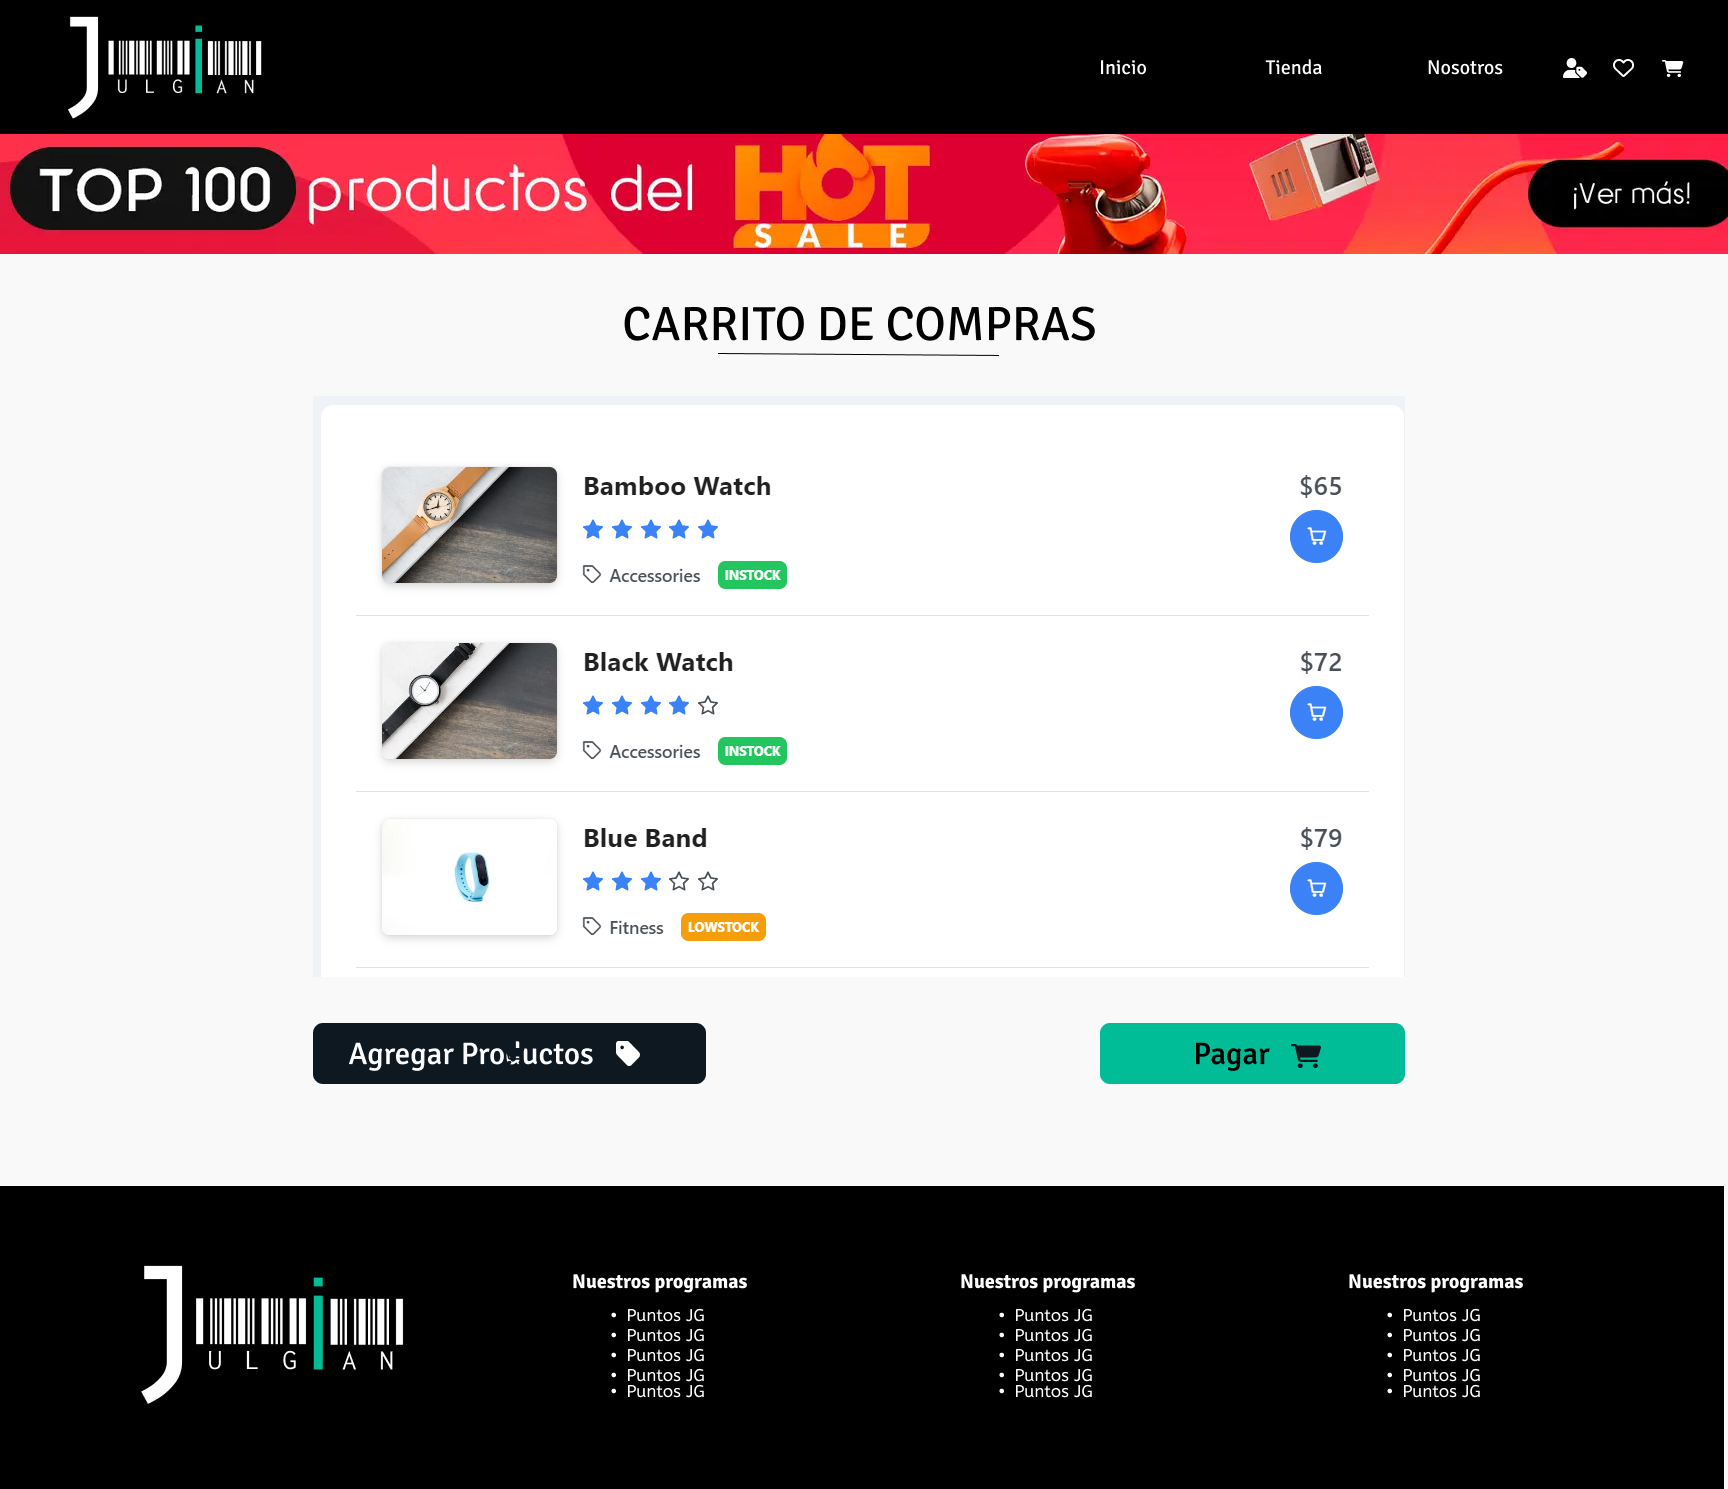 J ULGIAN
Inicio
Tienda
Nosotros
TOP 100 productos del HOT SALE
¡Ver más!
CARRITO DE COMPRAS
Bamboo Watch
$65
Accessories
INSTOCK
Black Watch
$72
Accessories
INSTOCK
Blue Band
$79
Fitness
LOWSTOCK
Agregar Productos
Pagar
J ULGIAN
Nuestros programas
• Puntos JG
• Puntos JG
• Puntos JG
• Puntos JG
• Puntos JG
Nuestros programas
• Puntos JG
• Puntos JG
• Puntos JG
• Puntos JG
• Puntos JG
Nuestros programas
• Puntos JG
• Puntos JG
• Puntos JG
• Puntos JG
• Puntos JG